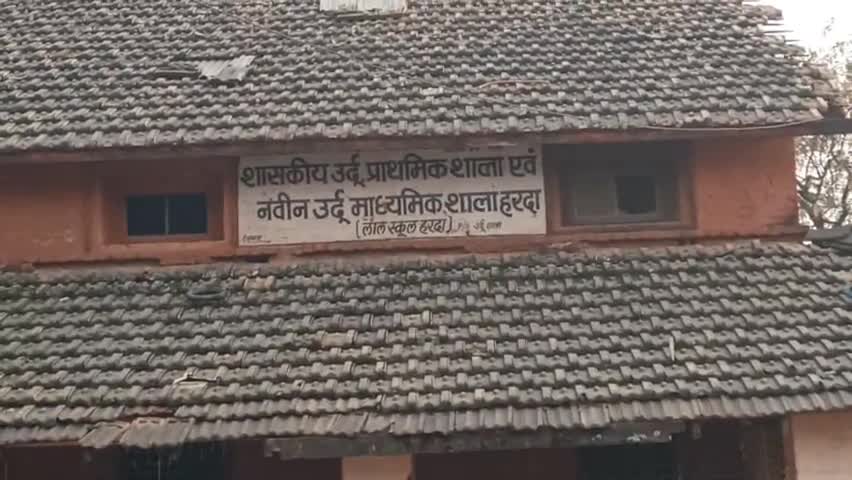 शासकीय उर्दू प्राथमिक शाला एवं
नवीन उर्दू माध्यमिक शाला हरदा
(लाल स्कूल हरदा)